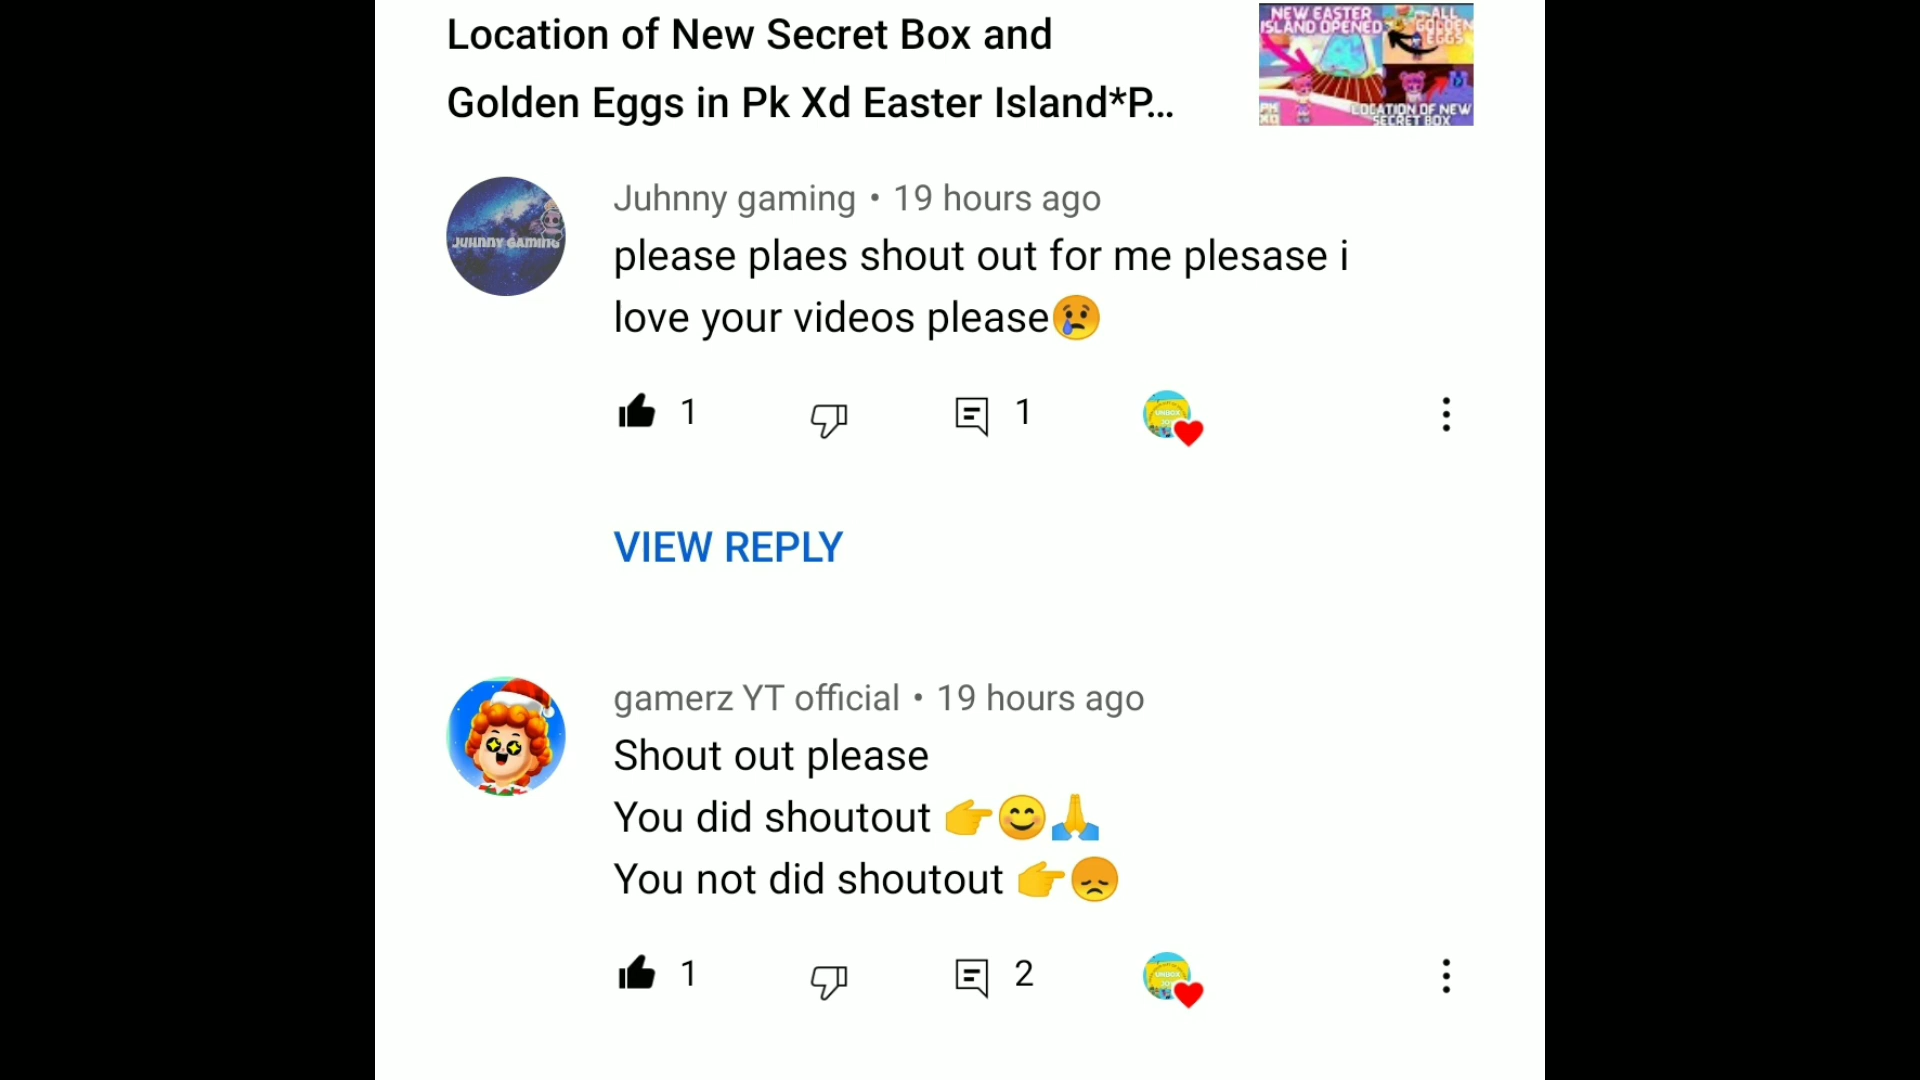 Location of New Secret Box and
Golden Eggs in Pk Xd Easter Island*P...
NEW EASTER
ISLAND OPENED
ALL
GOLDEN
EGGS
PK
XD
LOCATION OF NEW
SECRET BOX
Juhnny gaming • 19 hours ago
JUHNNY GAMING
please plaes shout out for me plesase i
love your videos please😢
1
1
VIEW REPLY
gamerz YT official • 19 hours ago
Shout out please
You did shoutout 👉😊🙏
You not did shoutout 👉😞
1
2